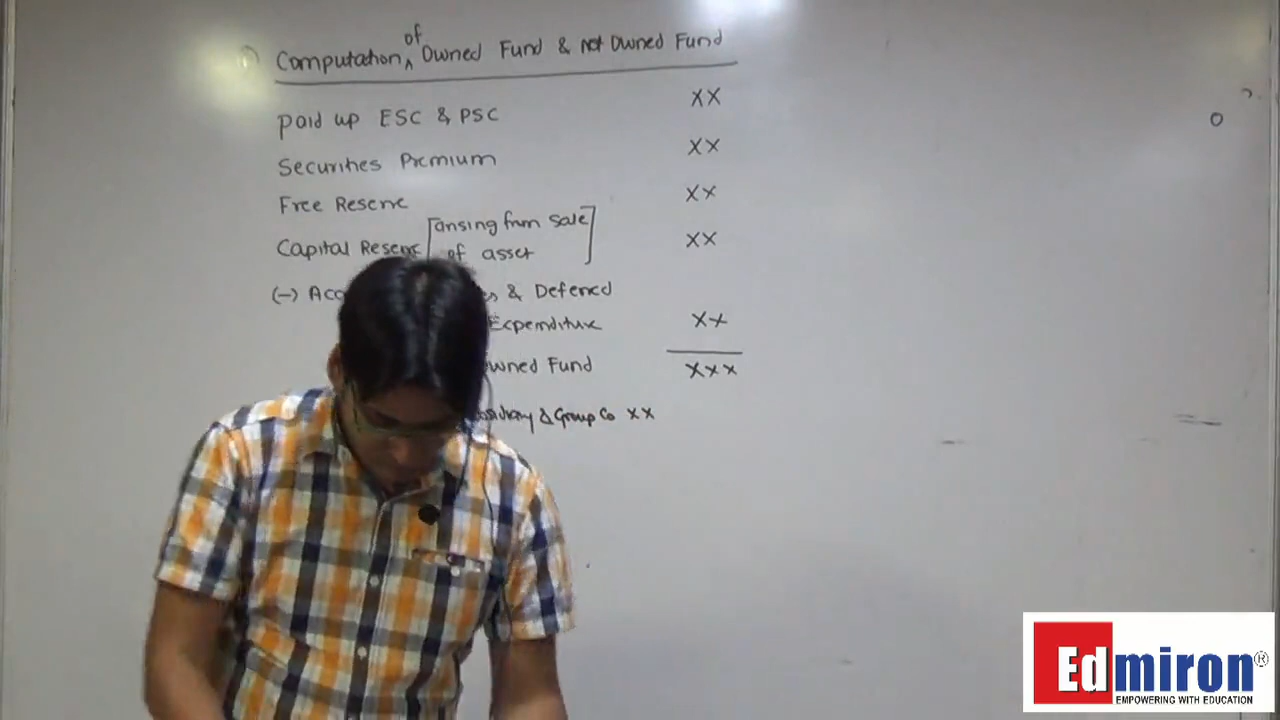 1) Computation of Owned Fund & Not Owned Fund
Paid up ESC & PSC XX
Securities Premium XX
Free Reserve XX
Capital Reserve [arising from sale of asset] XX
(-) & Deferred
Expenditure XX
Owned Fund XXX
& Group Co XX
Edmiron®
EMPOWERING WITH EDUCATION